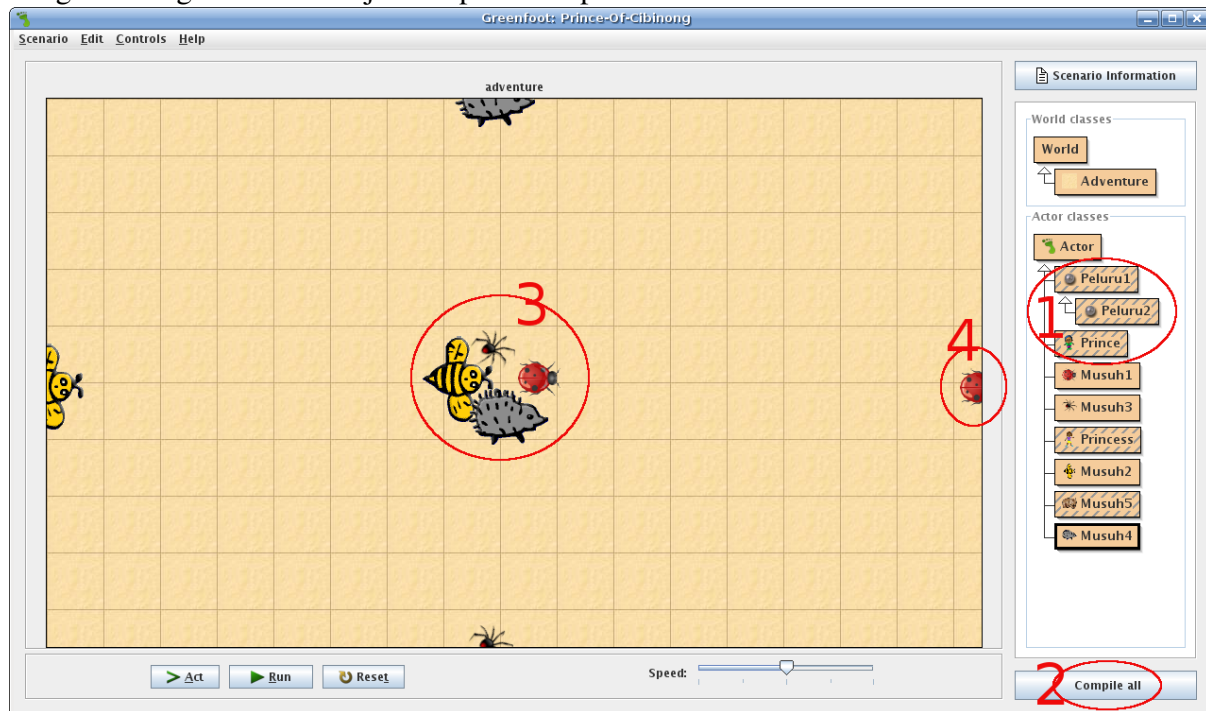 Greenfoot: Prince-Of-Cibinong
Scenario Edit Controls Help
Scenario Information
adventure
World classes
World
Adventure
Actor classes
Actor
Peluru1
1
Peluru2
3
Prince
4
Musuh1
Musuh3
Princess
Musuh2
Musuh5
Musuh4
> Act
Run
Reset
Speed:
2
Compile all